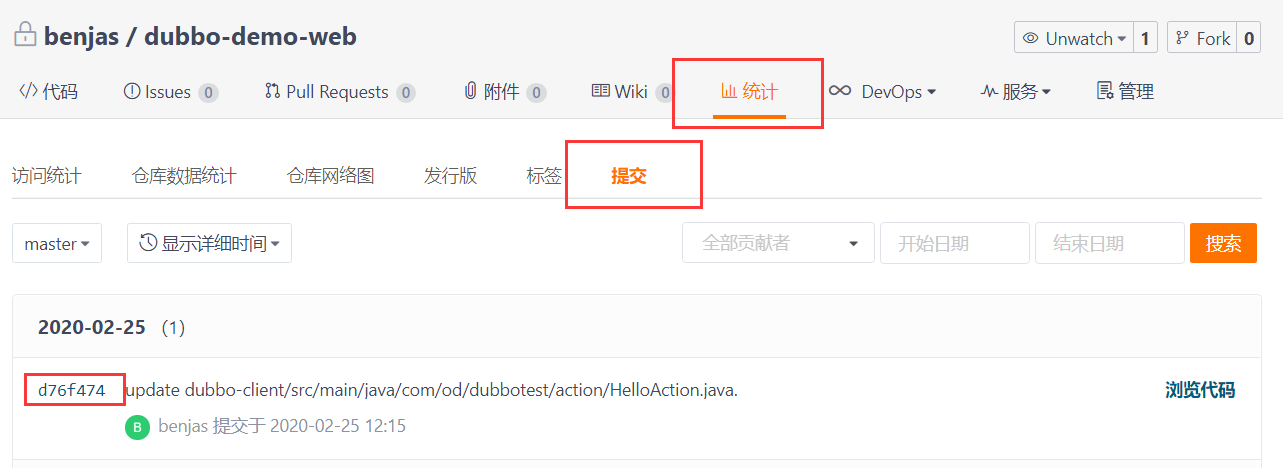 benjas / dubbo-demo-web
Unwatch 1 Fork 0
代码 Issues 0 Pull Requests 0 附件 0 Wiki 0 统计 DevOps 服务 管理
访问统计 仓库数据统计 仓库网络图 发行版 标签 提交
master 显示详细时间 全部贡献者 开始日期 结束日期 搜索
2020-02-25 (1)
d76f474 update dubbo-client/src/main/java/com/od/dubbotest/action/HelloAction.java. 浏览代码
B benjas 提交于 2020-02-25 12:15